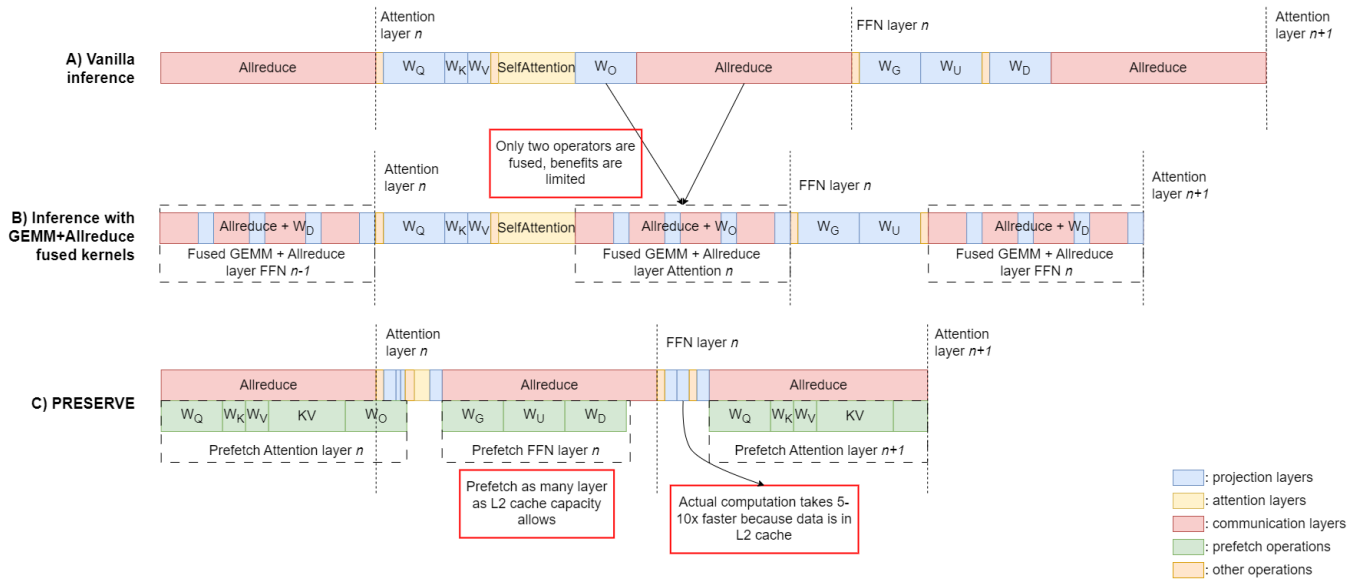 Attention
layer n
FFN layer n
Attention
layer n+1
A) Vanilla
inference
Allreduce
W_Q
W_K
W_V
SelfAttention
W_O
Allreduce
W_G
W_U
W_D
Allreduce
Only two operators are
fused, benefits are
limited
Attention
layer n
FFN layer n
Attention
layer n+1
B) Inference with
GEMM+Allreduce
fused kernels
Allreduce + W_D
W_Q
W_K
W_V
SelfAttention
Allreduce + W_O
W_G
W_U
Allreduce + W_D
Fused GEMM + Allreduce
layer FFN n-1
Fused GEMM + Allreduce
layer Attention n
Fused GEMM + Allreduce
layer FFN n
Attention
layer n
FFN layer n
Attention
layer n+1
C) PRESERVE
Allreduce
Allreduce
Allreduce
W_Q
W_K
W_V
KV
W_O
W_G
W_U
W_D
W_Q
W_K
W_V
KV
Prefetch Attention layer n
Prefetch FFN layer n
Prefetch Attention layer n+1
Prefetch as many layer
as L2 cache capacity
allows
Actual computation takes 5-
10x faster because data is in
L2 cache
: projection layers
: attention layers
: communication layers
: prefetch operations
: other operations